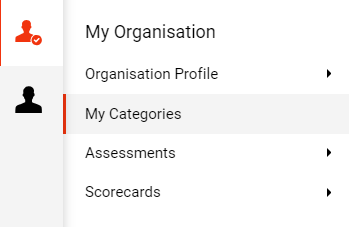 My Organisation
Organisation Profile
My Categories
Assessments
Scorecards